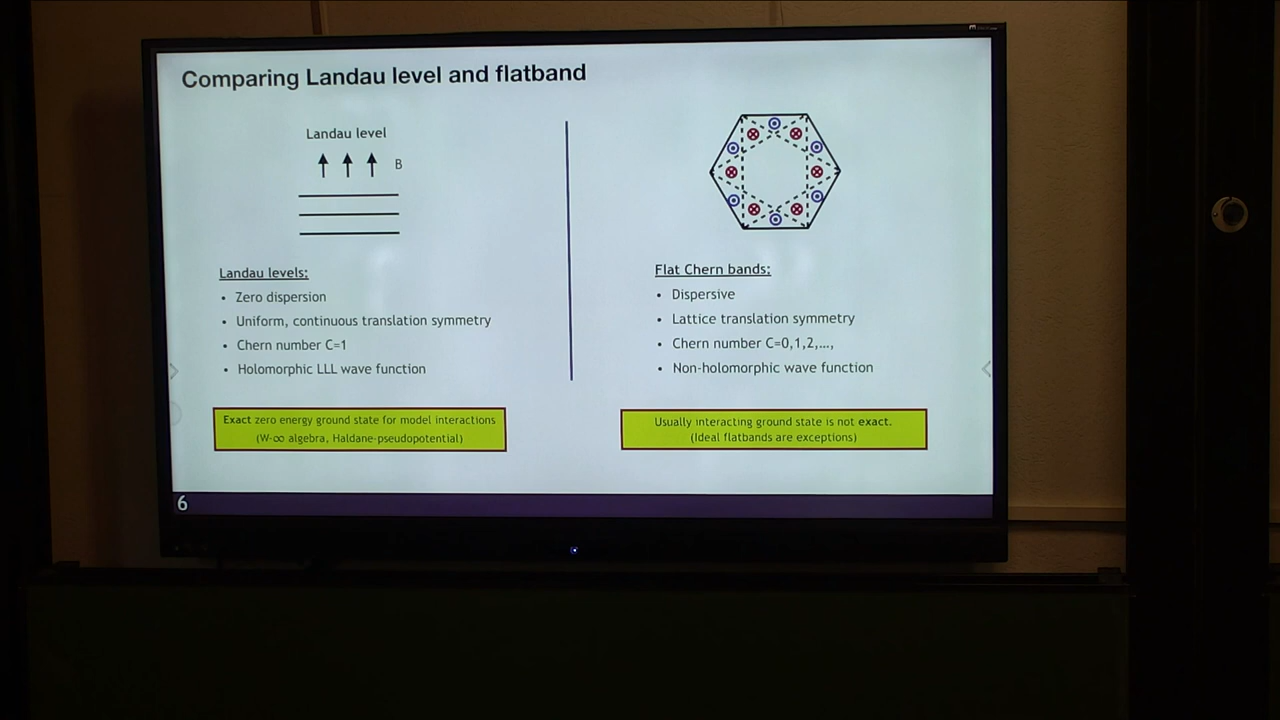 Comparing Landau level and flatband
Landau level
B
Landau levels:
• Zero dispersion
• Uniform, continuous translation symmetry
• Chern number C=1
• Holomorphic LLL wave function
Exact zero energy ground state for model interactions
(W-∞ algebra, Haldane-pseudopotential)
Flat Chern bands:
• Dispersive
• Lattice translation symmetry
• Chern number C=0,1,2,...,
• Non-holomorphic wave function
Usually interacting ground state is not exact.
(Ideal flatbands are exceptions)
6